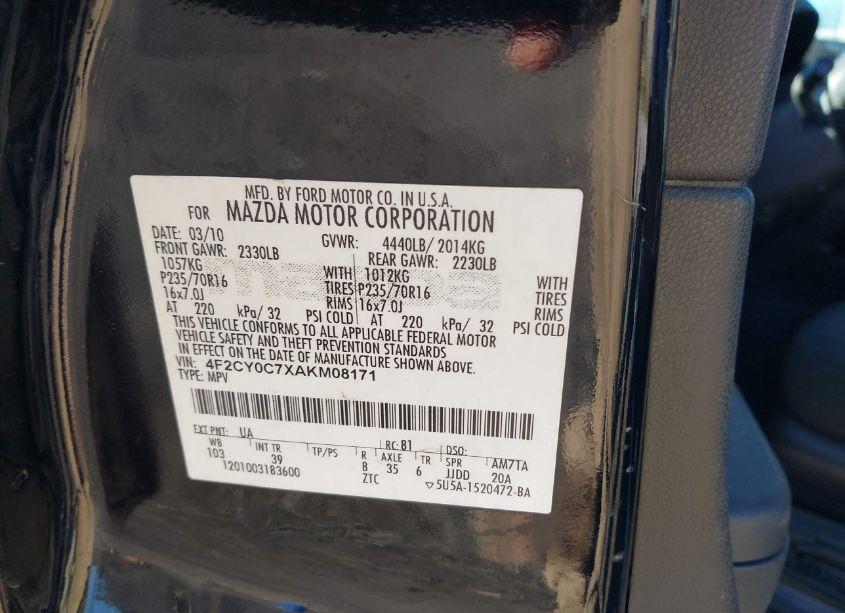 MFD. BY FORD MOTOR CO. IN U.S.A.
FOR MAZDA MOTOR CORPORATION
DATE: 03/10 GVWR: 4440LB/ 2014KG
FRONT GAWR: 2330LB REAR GAWR: 2230LB
1057KG WITH 1012KG WITH
P235/70R16 TIRES P235/70R16 TIRES
16x7.0J RIMS 16x7.0J RIMS
AT 220 kPa/ 32 PSI COLD AT 220 kPa/ 32 PSI COLD
THIS VEHICLE CONFORMS TO ALL APPLICABLE FEDERAL MOTOR
VEHICLE SAFETY AND THEFT PREVENTION STANDARDS
IN EFFECT ON THE DATE OF MANUFACTURE SHOWN ABOVE.
VIN: 4F2CY0C7XAKM08171
TYPE: MPV
EXT PNT: UA RC: B1 DSO:
WB INT TR TP/PS R AXLE TR SPR AM7TA
103 39 8 35 6 JJDD 20A
1201003183600 ZTC ▽5U5A-1520472-BA